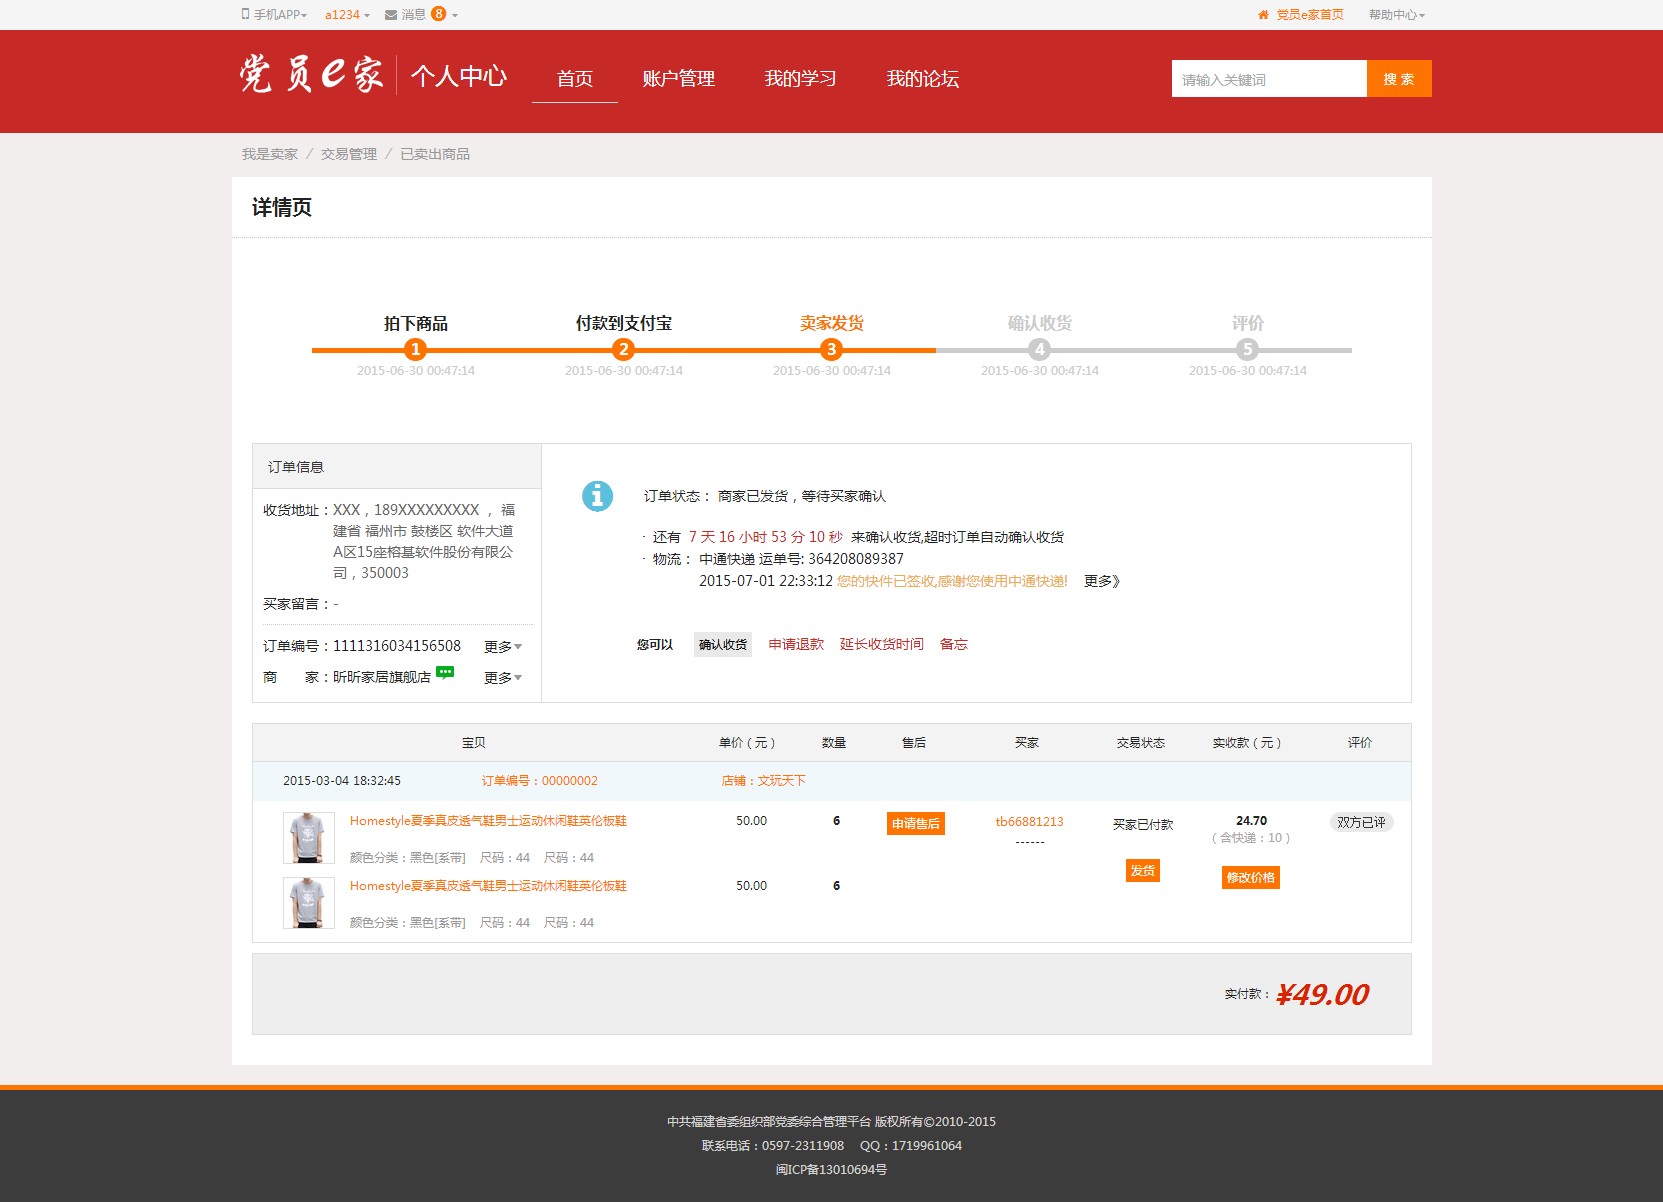 手机APP a1234 消息 8 党员e家首页 帮助中心
党员e家 个人中心 首页 账户管理 我的学习 我的论坛 请输入关键词 搜 索
我是卖家 / 交易管理 / 已卖出商品
详情页
拍下商品 付款到支付宝 卖家发货 确认收货 评价
1 2 3 4 5
2015-06-30 00:47:14 2015-06-30 00:47:14 2015-06-30 00:47:14 2015-06-30 00:47:14 2015-06-30 00:47:14
订单信息
收货地址：XXX，189XXXXXXXXX ， 福
建省 福州市 鼓楼区 软件大道
A区15座榕基软件股份有限公
司，350003
买家留言：-
订单编号：1111316034156508 更多
商 家：昕昕家居旗舰店 更多
订单状态： 商家已发货，等待买家确认
· 还有 7 天 16 小时 53 分 10 秒 来确认收货,超时订单自动确认收货
· 物流： 中通快递 运单号: 364208089387
2015-07-01 22:33:12 您的快件已签收,感谢您使用中通快递! 更多》
您可以 确认收货 申请退款 延长收货时间 备忘
宝贝 单价（元） 数量 售后 买家 交易状态 实收款（元） 评价
2015-03-04 18:32:45 订单编号：00000002 店铺：文玩天下
Homestyle夏季真皮透气鞋男士运动休闲鞋英伦板鞋 50.00 6 申请售后 tb66881213 买家已付款 24.70 双方已评
------ （含快递：10）
颜色分类：黑色[系带] 尺码：44 尺码：44 发货 修改价格
Homestyle夏季真皮透气鞋男士运动休闲鞋英伦板鞋 50.00 6
颜色分类：黑色[系带] 尺码：44 尺码：44
实付款：¥49.00
中共福建省委组织部党委综合管理平台 版权所有©2010-2015
联系电话：0597-2311908 QQ：1719961064
闽ICP备13010694号